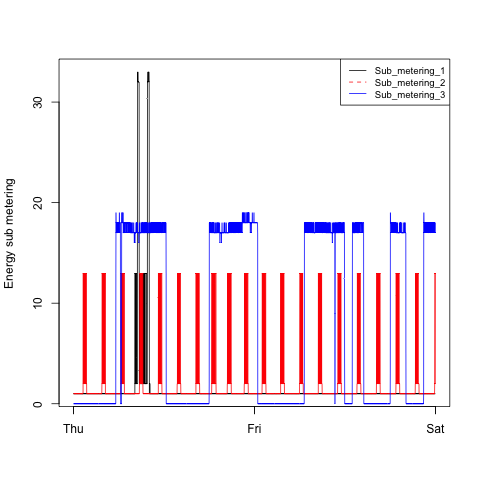 Sub_metering_1
Sub_metering_2
Sub_metering_3
Energy sub metering
30
20
10
0
Thu
Fri
Sat